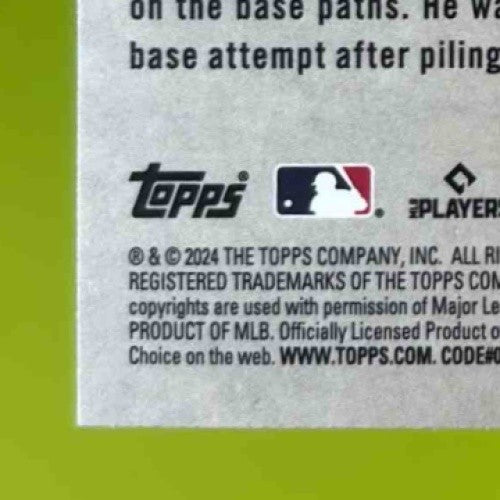 on the base paths. He wa
base attempt after piling
Topps
MLB PLAYERS
® & © 2024 THE TOPPS COMPANY, INC. ALL RI
REGISTERED TRADEMARKS OF THE TOPPS COM
copyrights are used with permission of Major Le
PRODUCT OF MLB. Officially Licensed Product o
Choice on the web. WWW.TOPPS.COM. CODE#C